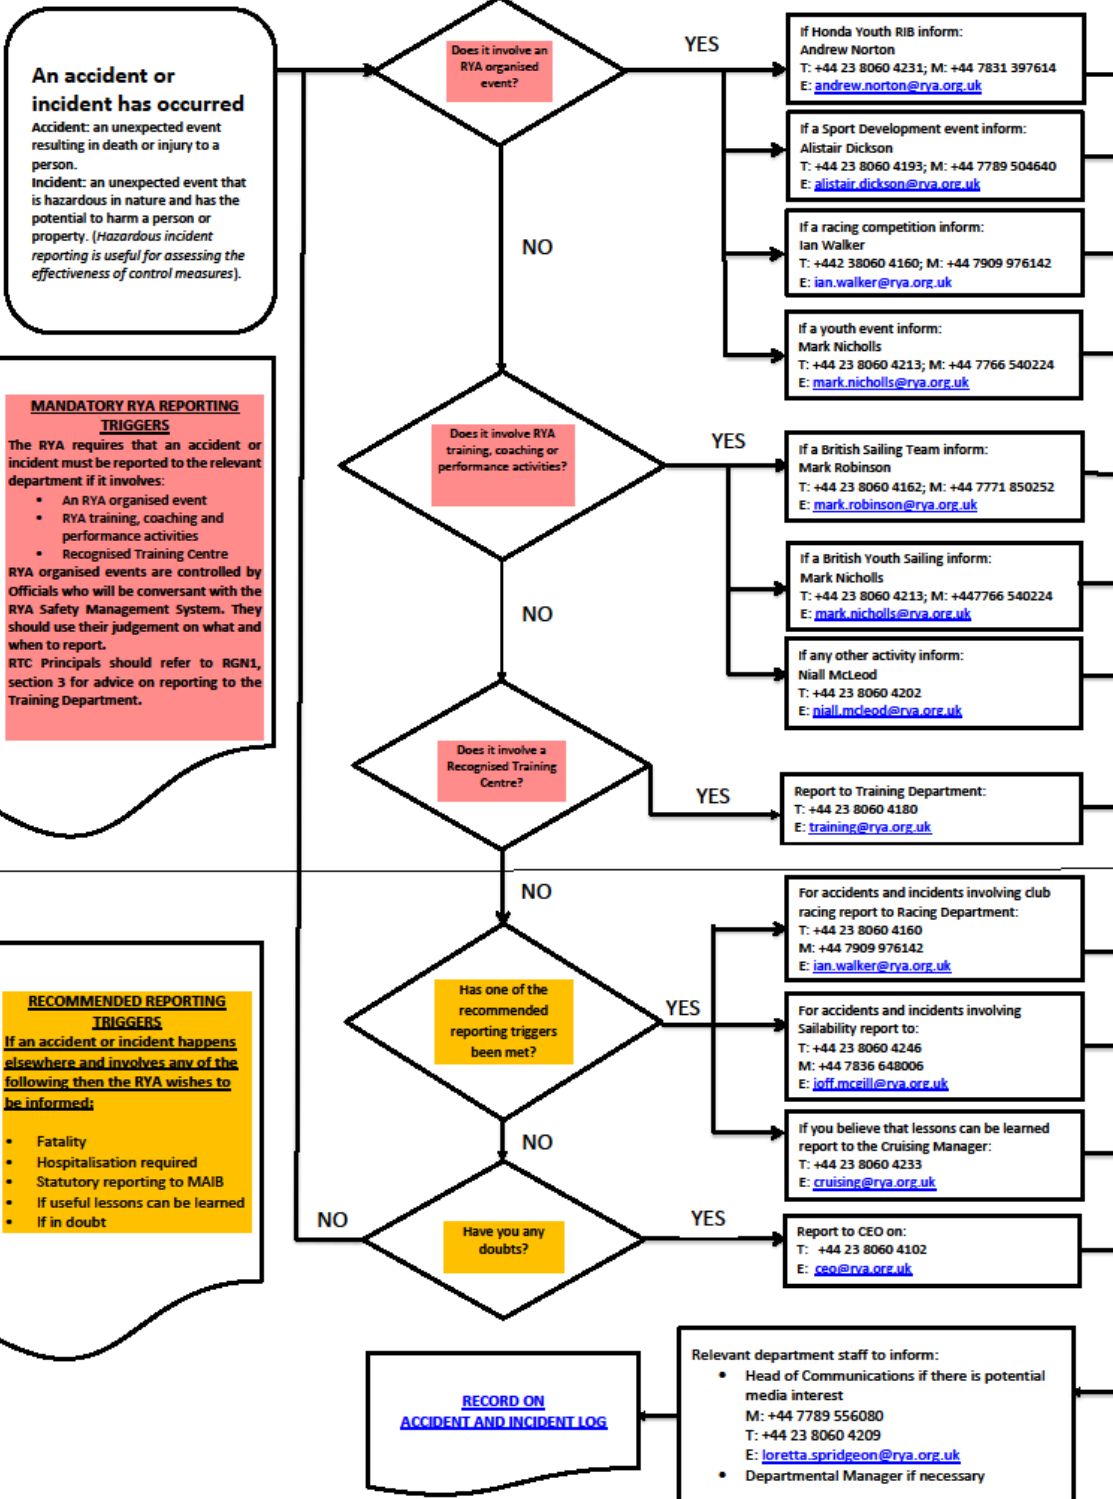 An accident or
incident has occurred
Accident: an unexpected event
resulting in death or injury to a
person.
Incident: an unexpected event that
is hazardous in nature and has the
potential to harm a person or
property. (Hazardous incident
reporting is useful for assessing the
effectiveness of control measures).
MANDATORY RYA REPORTING
TRIGGERS
The RYA requires that an accident or
incident must be reported to the relevant
department if it involves:
• An RYA organised event
• RYA training, coaching and
performance activities
• Recognised Training Centre
RYA organised events are controlled by
Officials who will be conversant with the
RYA Safety Management System. They
should use their judgement on what and
when to report.
RTC Principals should refer to RGN1,
section 3 for advice on reporting to the
Training Department.
RECOMMENDED REPORTING
TRIGGERS
If an accident or incident happens
elsewhere and involves any of the
following then the RYA wishes to
be informed:
• Fatality
• Hospitalisation required
• Statutory reporting to MAIB
• If useful lessons can be learned
• If in doubt
Does it involve an
RYA organised
event?
YES
NO
If Honda Youth RIB inform:
Andrew Norton
T: +44 23 8060 4231; M: +44 7831 397614
E: andrew.norton@rya.org.uk
If a Sport Development event inform:
Alistair Dickson
T: +44 23 8060 4193; M: +44 7789 504640
E: alistair.dickson@rya.org.uk
If a racing competition inform:
Ian Walker
T: +442 38060 4160; M: +44 7909 976142
E: ian.walker@rya.org.uk
If a youth event inform:
Mark Nicholls
T: +44 23 8060 4213; M: +44 7766 540224
E: mark.nicholls@rya.org.uk
Does it involve RYA
training, coaching or
performance activities?
YES
NO
If a British Sailing Team inform:
Mark Robinson
T: +44 23 8060 4162; M: +44 7771 850252
E: mark.robinson@rya.org.uk
If a British Youth Sailing inform:
Mark Nicholls
T: +44 23 8060 4213; M: +447766 540224
E: mark.nicholls@rya.org.uk
If any other activity inform:
Niall McLeod
T: +44 23 8060 4202
E: niall.mcleod@rya.org.uk
Does it involve a
Recognised Training
Centre?
YES
NO
Report to Training Department:
T: +44 23 8060 4180
E: training@rya.org.uk
Has one of the
recommended
reporting triggers
been met?
YES
NO
For accidents and incidents involving club
racing report to Racing Department:
T: +44 23 8060 4160
M: +44 7909 976142
E: ian.walker@rya.org.uk
For accidents and incidents involving
Sailability report to:
T: +44 23 8060 4246
M: +44 7836 648006
E: joff.mcgill@rya.org.uk
If you believe that lessons can be learned
report to the Cruising Manager:
T: +44 23 8060 4233
E: cruising@rya.org.uk
NO
Have you any
doubts?
YES
Report to CEO on:
T: +44 23 8060 4102
E: ceo@rya.org.uk
RECORD ON
ACCIDENT AND INCIDENT LOG
Relevant department staff to inform:
• Head of Communications if there is potential
media interest
M: +44 7789 556080
T: +44 23 8060 4209
E: loretta.spridgeon@rya.org.uk
• Departmental Manager if necessary